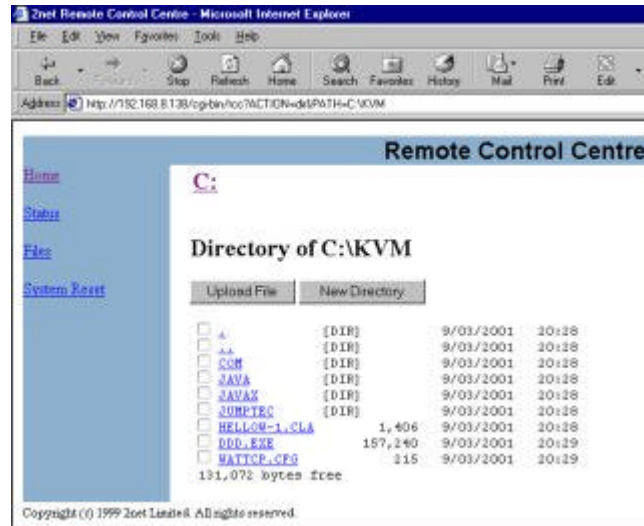 2net Remote Control Centre - Microsoft Internet Explorer
File Edit View Favorites Tools Help
Back Stop Refresh Home Search Favorites History Mail Print Edit
Address http://192.168.8.138/cgi-bin/rcc?ACTION=del&PATH=C:\KVM
Remote Control Centre
Home
Status
Files
System Reset
C:
Directory of C:\KVM
Upload File New Directory
. [DIR] 9/03/2001 20:28
.. [DIR] 9/03/2001 20:28
COM [DIR] 9/03/2001 20:28
JAVA [DIR] 9/03/2001 20:28
JAVAX [DIR] 9/03/2001 20:28
JUMPTEC [DIR] 9/03/2001 20:28
HELLOW~1.CLA 1,406 9/03/2001 20:28
DDD.EXE 157,240 9/03/2001 20:29
WATTCP.CFG 215 9/03/2001 20:29
131,072 bytes free
Copyright (c) 1999 2net Limited. All rights reserved.